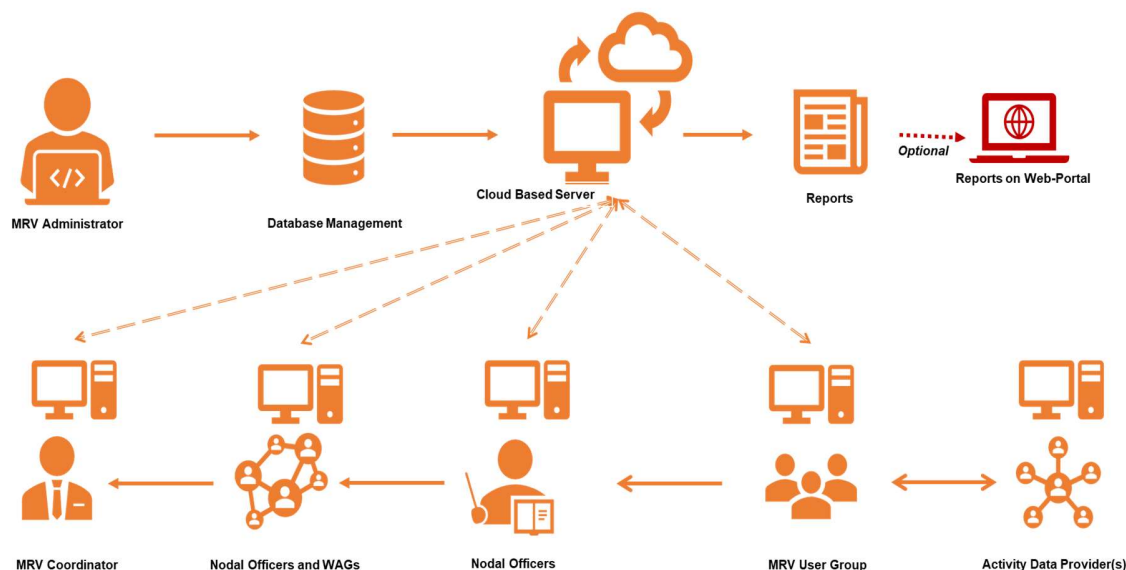 Optional
Cloud Based Server
Reports
Reports on Web-Portal
MRV Administrator
Database Management
MRV Coordinator
Nodal Officers and WAGs
Nodal Officers
MRV User Group
Activity Data Provider(s)